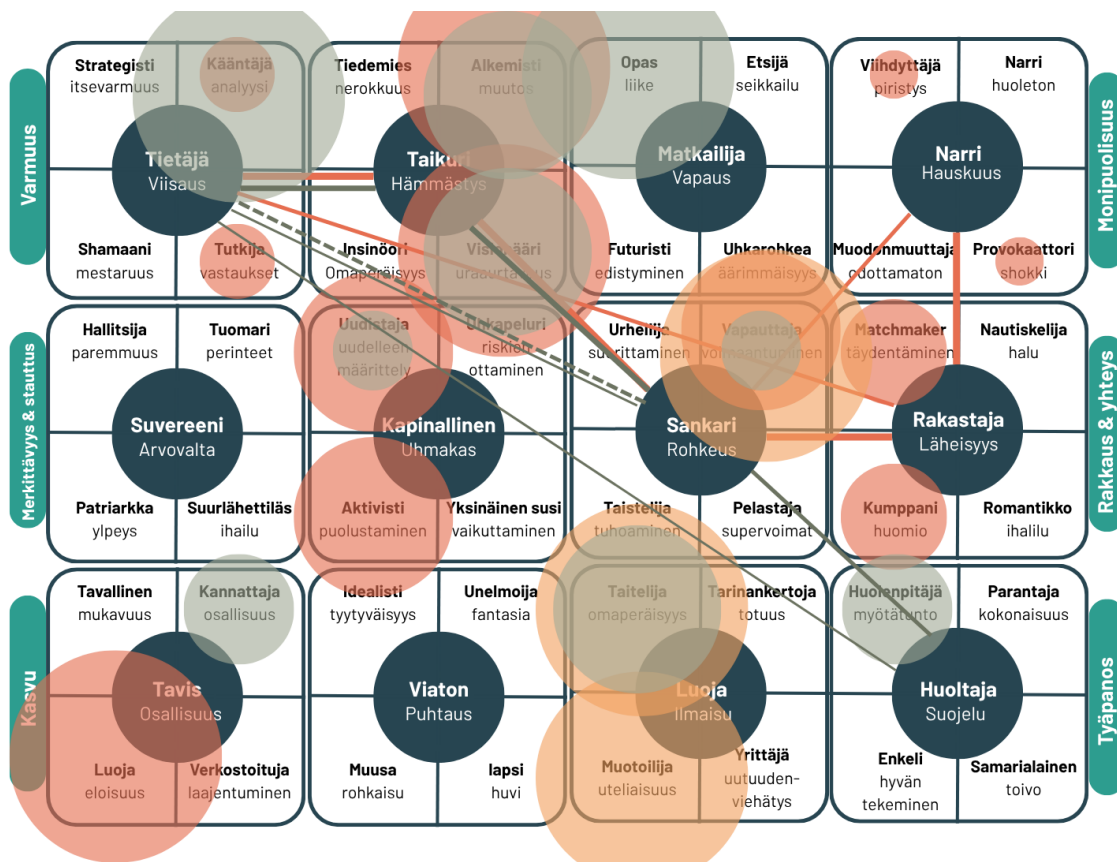 Strategisti
itsevarmuus
Kääntäjä
analyysi
Tietäjä
Viisaus
Shamaani
mestaruus
Tutkija
vastaukset
Tiedemies
nerokkuus
Alkemisti
muutos
Taikuri
Hämmästys
Insinööri
Omaperäisyys
Visionääri
uraauurtavuus
Opas
liike
Etsijä
seikkailu
Matkailija
Vapaus
Futuristi
edistyminen
Uhkarohkea
äärimmäisyys
Viihdyttäjä
piristys
Narri
huoleton
Narri
Hauskuus
Muodonmuuttaja
odottamaton
Provokaattori
shokki
Varmuus
Monipuolisuus
Hallitsija
paremmuus
Tuomari
perinteet
Suvereeni
Arvovalta
Patriarkka
ylpeys
Suurlähettiläs
ihailu
Uudistaja
uudelleen
määrittely
Uhkapeluri
riskien
ottaminen
Kapinallinen
Uhmakas
Aktivisti
puolustaminen
Yksinäinen susi
vaikuttaminen
Urheilija
suorittaminen
Vapauttaja
voimaantuminen
Sankari
Rohkeus
Taistelija
tuhoaminen
Pelastaja
supervoimat
Matchmaker
täydentäminen
Nautiskelija
halu
Rakastaja
Läheisyys
Kumppani
huomio
Romantikko
ihalilu
Merkittävyys & stauttus
Rakkaus & yhteys
Tavallinen
mukavuus
Kannattaja
osallisuus
Tavis
Osallisuus
Luoja
eloisuus
Verkostoituja
laajentuminen
Idealisti
tyytyväisyys
Unelmoija
fantasia
Viaton
Puhtaus
Muusa
rohkaisu
lapsi
huvi
Taitelija
omaperäisyys
Tarinankertoja
totuus
Luoja
Ilmaisu
Muotoilija
uteliaisuus
Yrittäjä
uutuuden-
viehätys
Huolenpitäjä
myötätunto
Parantaja
kokonaisuus
Huoltaja
Suojelu
Enkeli
hyvän
tekeminen
Samarialainen
toivo
Kasvu
Työpanos